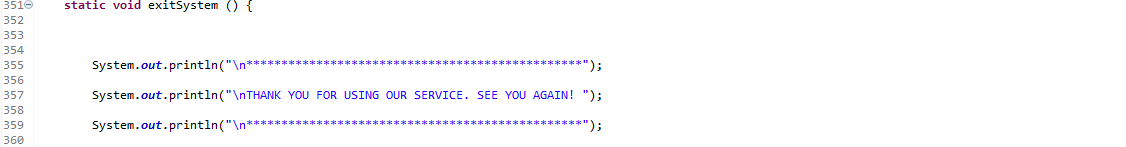 351 static void exitSystem () {
352
353
354
355 System.out.println("\n************************************************");
356
357 System.out.println("\nTHANK YOU FOR USING OUR SERVICE. SEE YOU AGAIN! ");
358
359 System.out.println("\n************************************************");
360